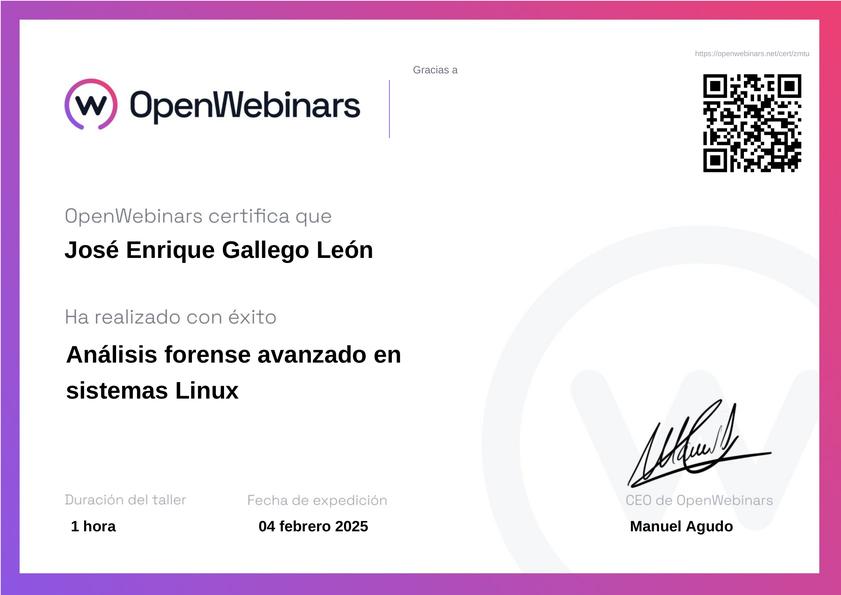 https://openwebinars.net/cert/zmtu
Gracias a
OpenWebinars
OpenWebinars certifica que
José Enrique Gallego León
Ha realizado con éxito
Análisis forense avanzado en
sistemas Linux
Duración del taller
1 hora
Fecha de expedición
04 febrero 2025
CEO de OpenWebinars
Manuel Agudo